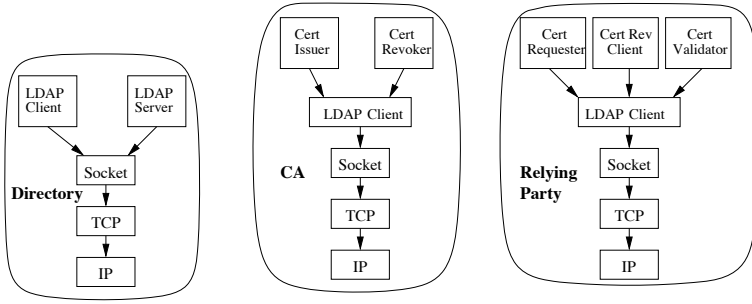 LDAP
Client
LDAP
Server
Socket
Directory
TCP
IP
Cert
Issuer
Cert
Revoker
LDAP Client
Socket
CA
TCP
IP
Cert
Requester
Cert Rev
Client
Cert
Validator
LDAP Client
Socket
Relying
Party
TCP
IP